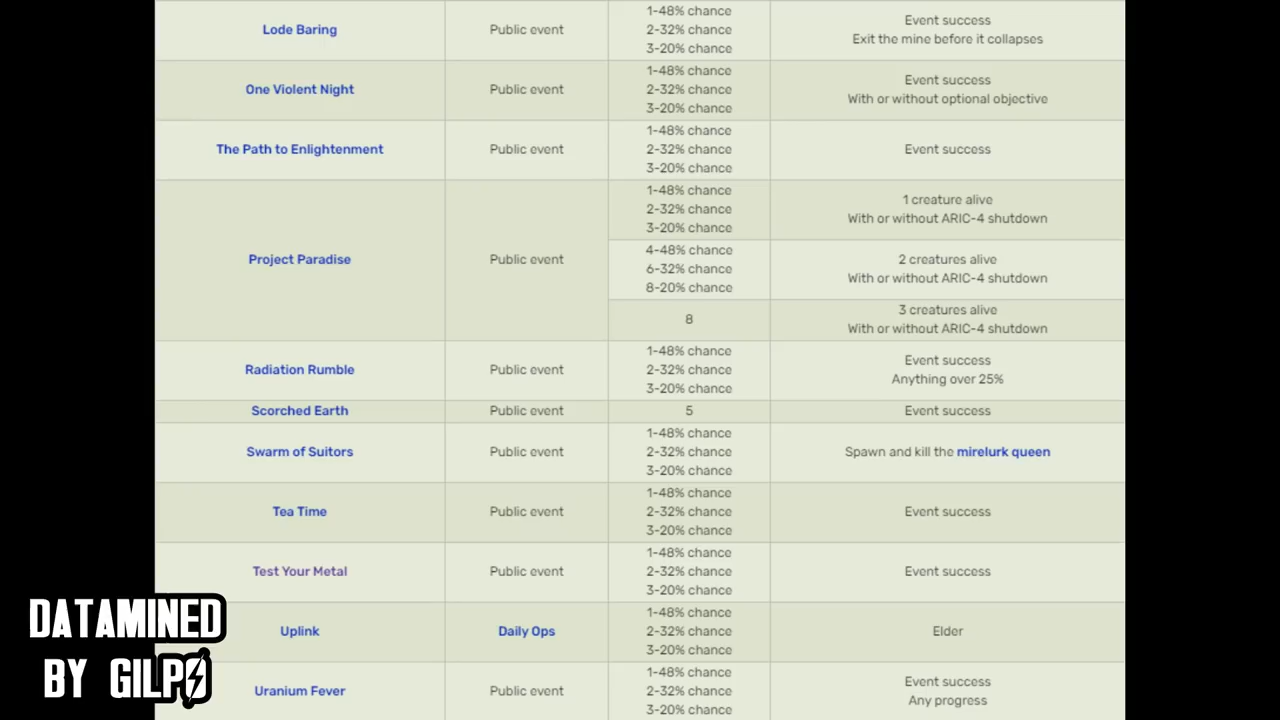 Lode Baring
Public event
1-48% chance
2-32% chance
3-20% chance
Event success
Exit the mine before it collapses
One Violent Night
Public event
1-48% chance
2-32% chance
3-20% chance
Event success
With or without optional objective
The Path to Enlightenment
Public event
1-48% chance
2-32% chance
3-20% chance
Event success
Project Paradise
Public event
1-48% chance
2-32% chance
3-20% chance
1 creature alive
With or without ARIC-4 shutdown
4-48% chance
6-32% chance
8-20% chance
2 creatures alive
With or without ARIC-4 shutdown
8
3 creatures alive
With or without ARIC-4 shutdown
Radiation Rumble
Public event
1-48% chance
2-32% chance
3-20% chance
Event success
Anything over 25%
Scorched Earth
Public event
5
Event success
Swarm of Suitors
Public event
1-48% chance
2-32% chance
3-20% chance
Spawn and kill the mirelurk queen
Tea Time
Public event
1-48% chance
2-32% chance
3-20% chance
Event success
Test Your Metal
Public event
1-48% chance
2-32% chance
3-20% chance
Event success
Uplink
Daily Ops
1-48% chance
2-32% chance
3-20% chance
Elder
Uranium Fever
Public event
1-48% chance
2-32% chance
3-20% chance
Event success
Any progress
DATAMINED
BY GILPO